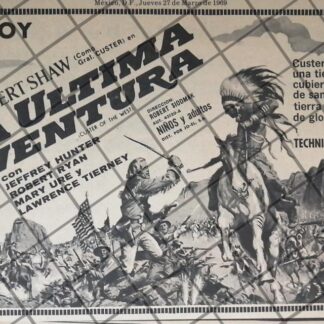 México, D.F., Jueves 27 de Marzo de 1969
OY
ERT SHAW (Como Gral. CUSTER) en
ULTIMA
VENTURA
(CUSTER OF THE WEST)
con
JEFFREY HUNTER
ROBERT RYAN
MARY URE y
LAWRENCE TIERNEY
DIRECCION
ROBERT SIODMAK
NIÑOS y adultos
Custer
una tie
cubier
de san
tierra
de glo
TECHNI